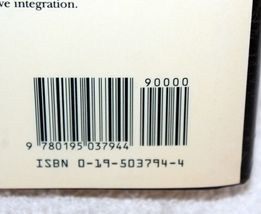 ve integration.
90000
9 780195 037944
ISBN 0-19-503794-4